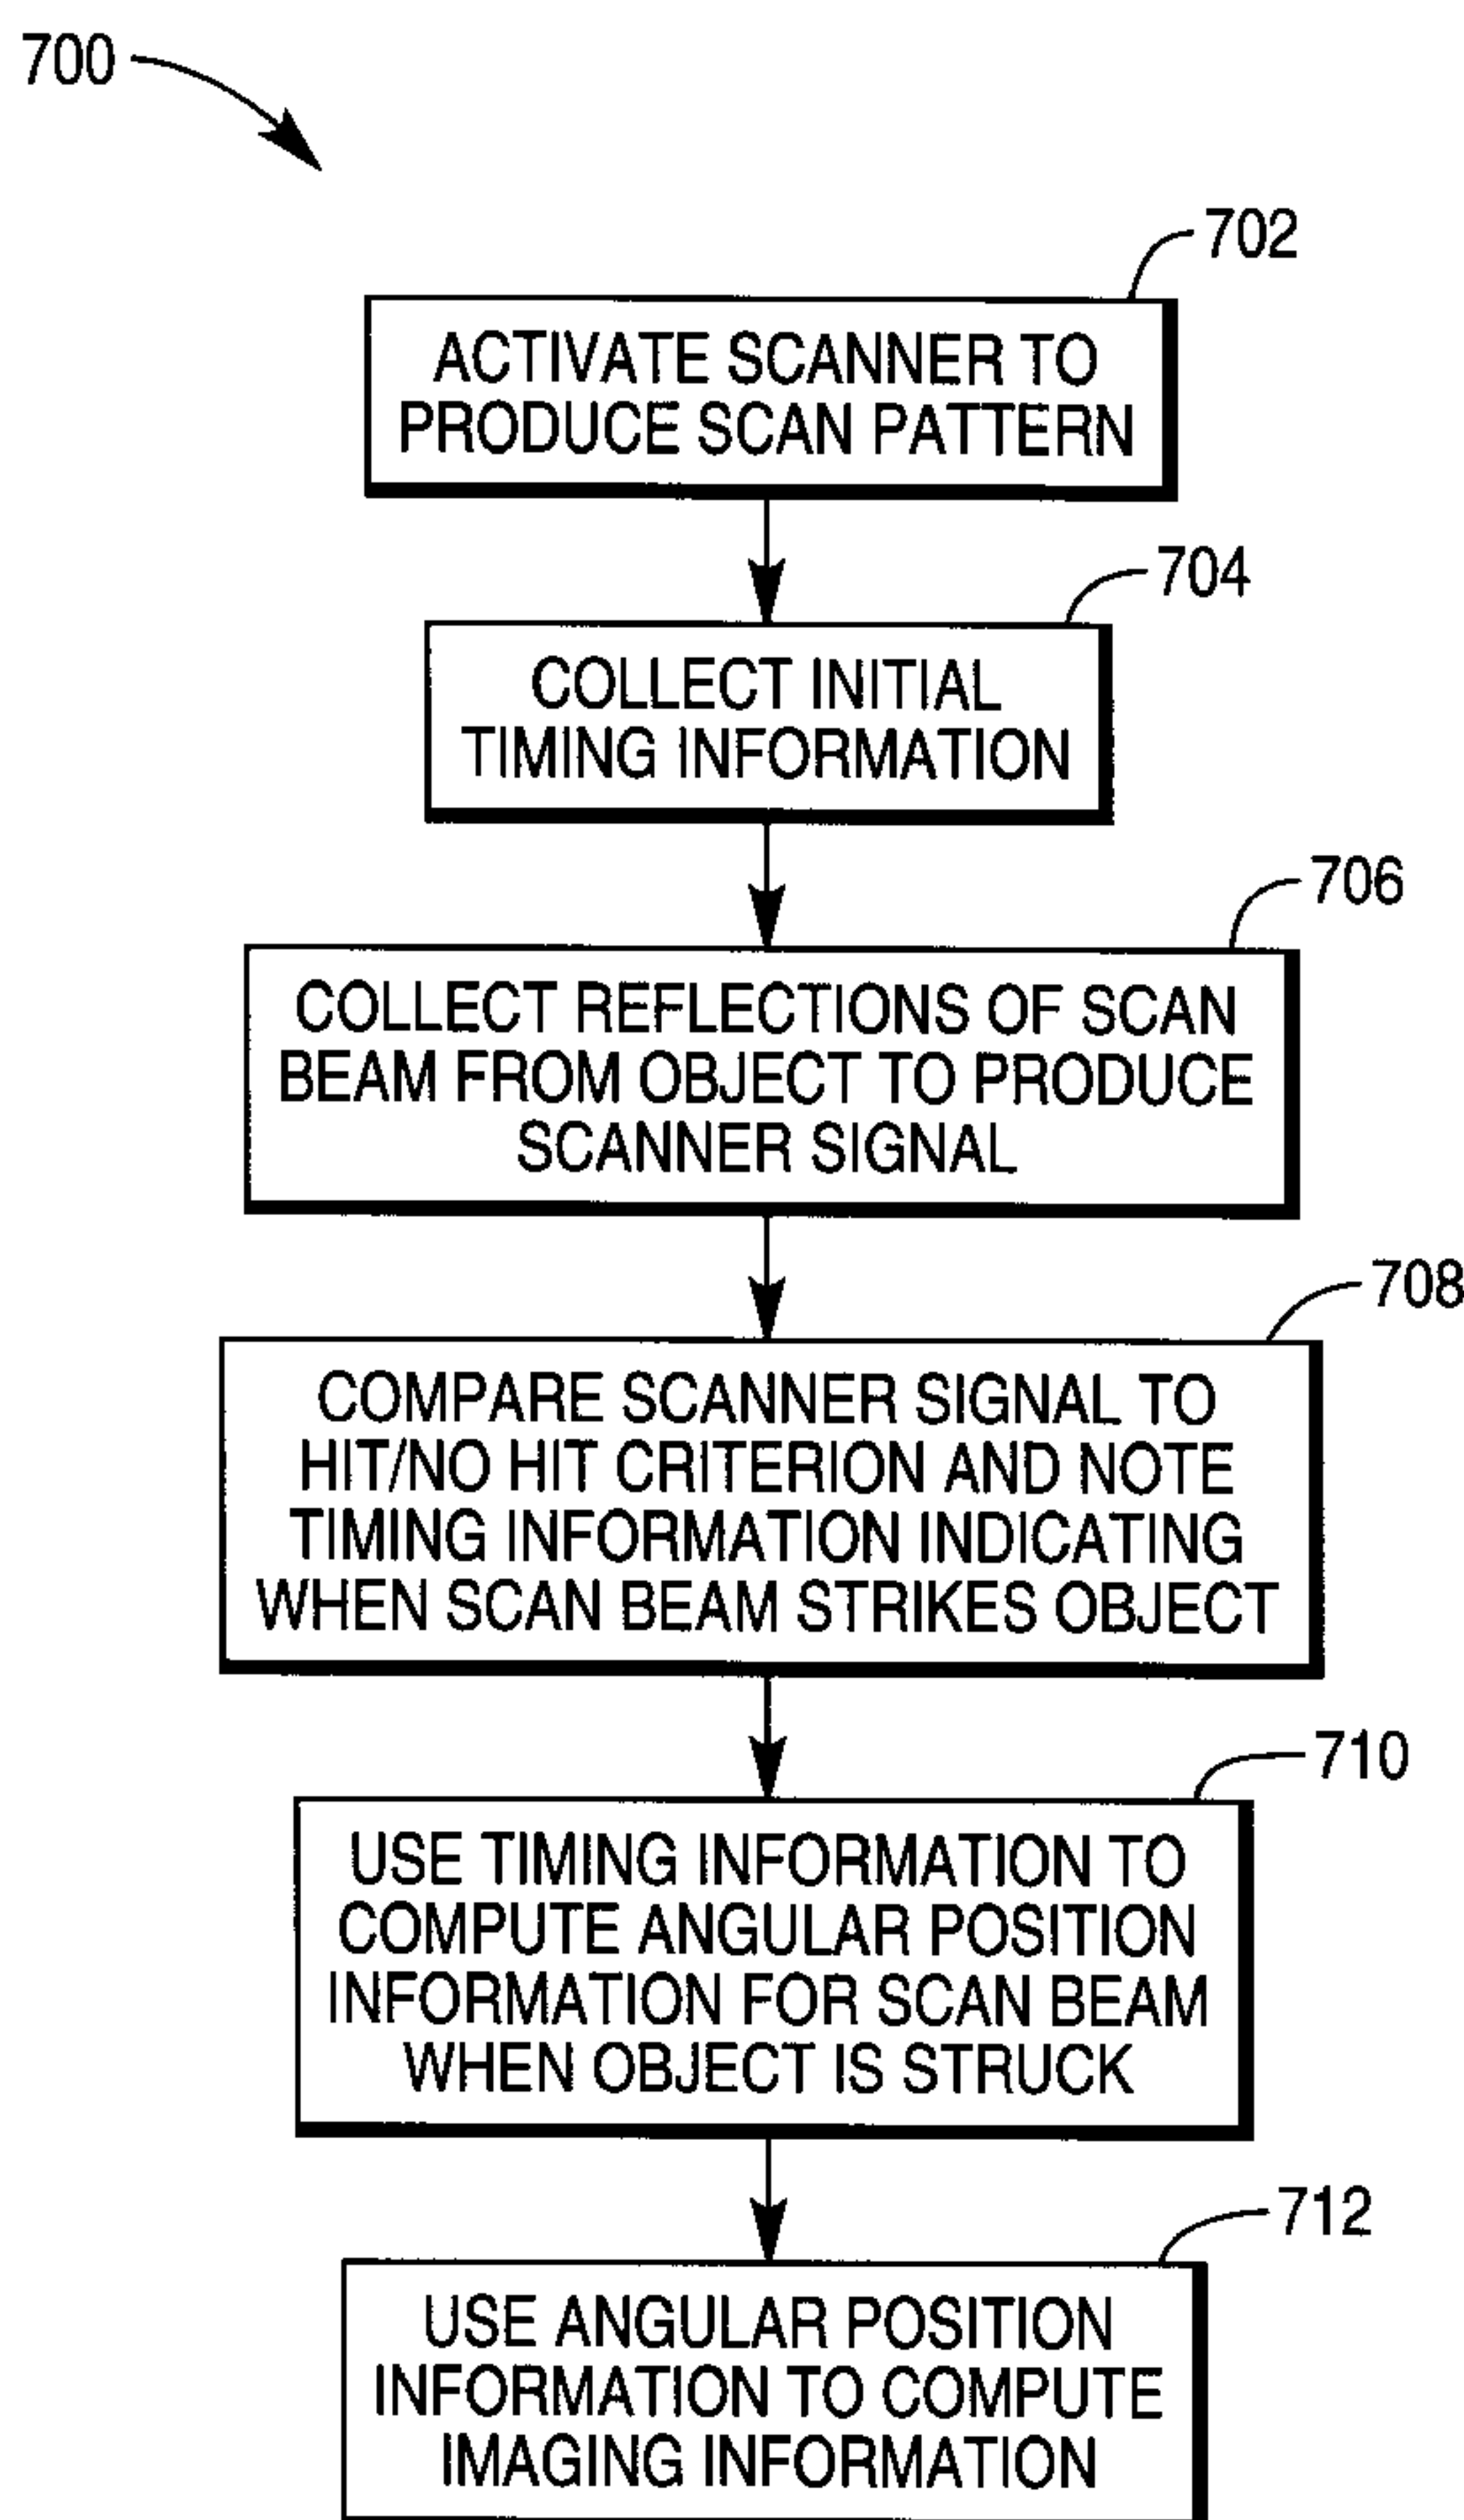 700
702
ACTIVATE SCANNER TO
PRODUCE SCAN PATTERN
704
COLLECT INITIAL
TIMING INFORMATION
706
COLLECT REFLECTIONS OF SCAN
BEAM FROM OBJECT TO PRODUCE
SCANNER SIGNAL
708
COMPARE SCANNER SIGNAL TO
HIT/NO HIT CRITERION AND NOTE
TIMING INFORMATION INDICATING
WHEN SCAN BEAM STRIKES OBJECT
710
USE TIMING INFORMATION TO
COMPUTE ANGULAR POSITION
INFORMATION FOR SCAN BEAM
WHEN OBJECT IS STRUCK
712
USE ANGULAR POSITION
INFORMATION TO COMPUTE
IMAGING INFORMATION